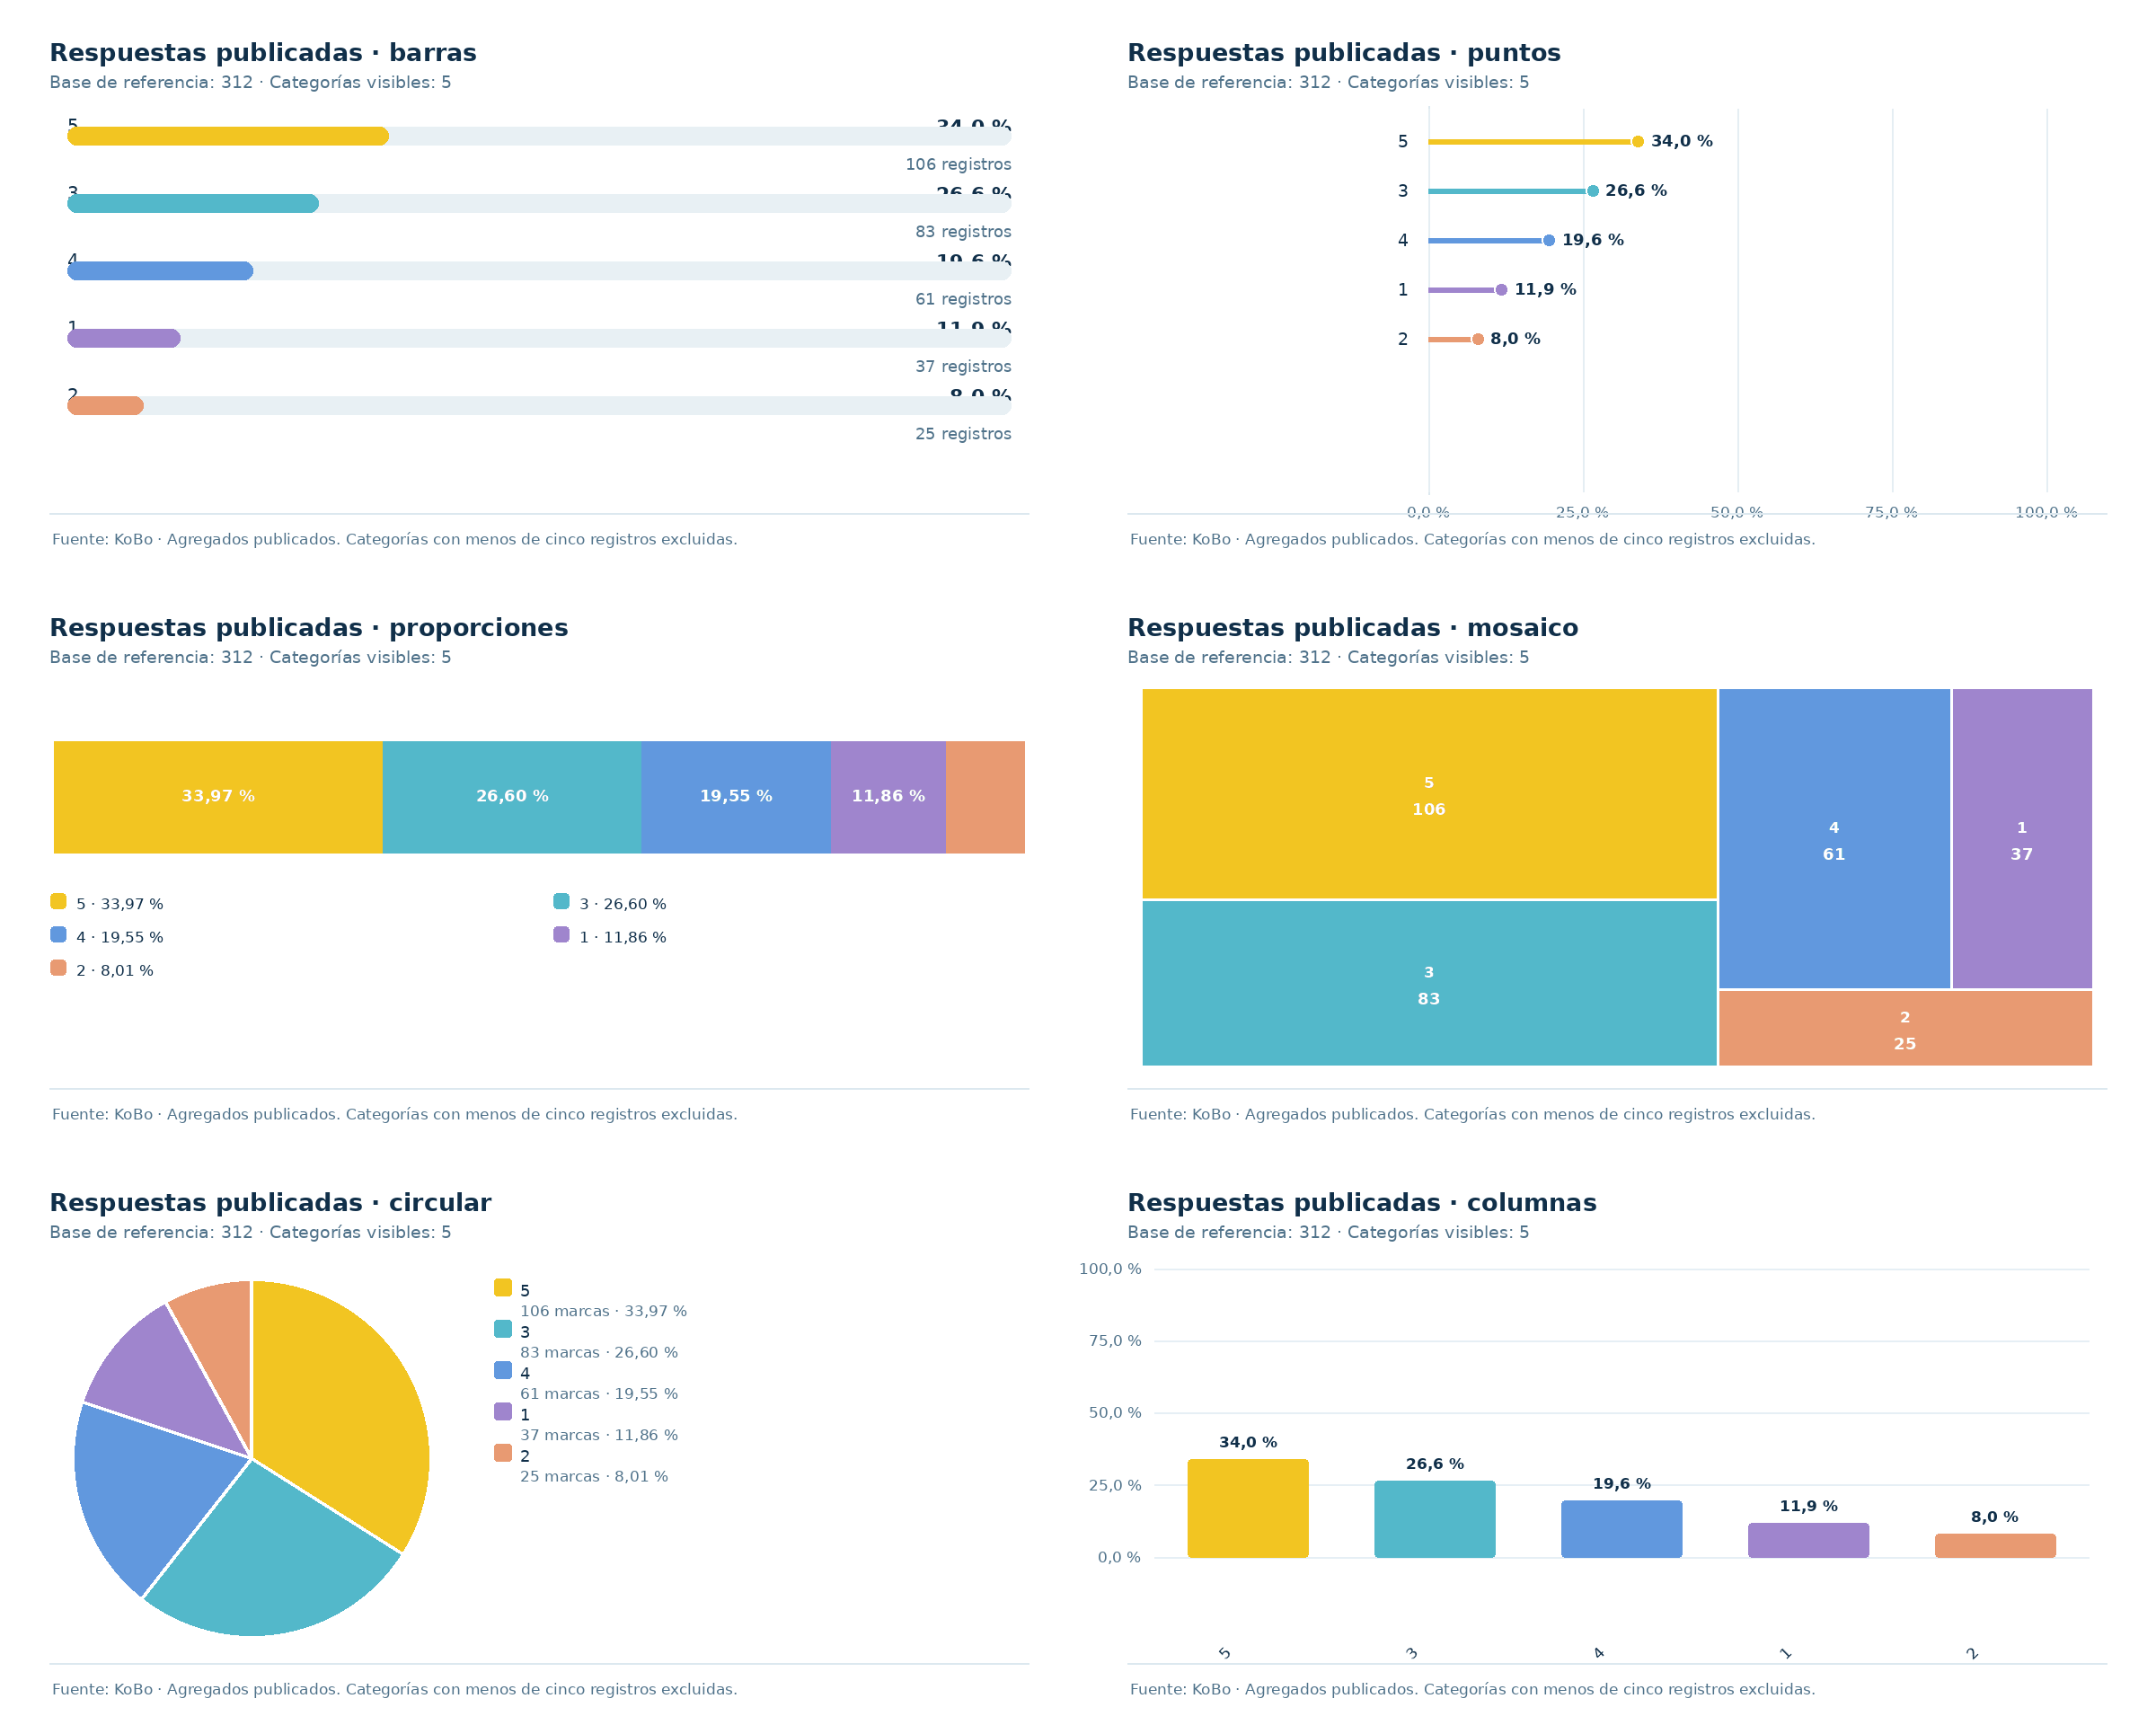 Respuestas publicadas · barras
Base de referencia: 312 · Categorías visibles: 5
5
34,0 %
106 registros
3
26,6 %
83 registros
4
19,6 %
61 registros
1
11,9 %
37 registros
2
8,0 %
25 registros
Fuente: KoBo · Agregados publicados. Categorías con menos de cinco registros excluidas.
Respuestas publicadas · puntos
Base de referencia: 312 · Categorías visibles: 5
5 34,0 %
3 26,6 %
4 19,6 %
1 11,9 %
2 8,0 %
0,0 % 25,0 % 50,0 % 75,0 % 100,0 %
Fuente: KoBo · Agregados publicados. Categorías con menos de cinco registros excluidas.
Respuestas publicadas · proporciones
Base de referencia: 312 · Categorías visibles: 5
33,97 % 26,60 % 19,55 % 11,86 %
5 · 33,97 % 3 · 26,60 %
4 · 19,55 % 1 · 11,86 %
2 · 8,01 %
Fuente: KoBo · Agregados publicados. Categorías con menos de cinco registros excluidas.
Respuestas publicadas · mosaico
Base de referencia: 312 · Categorías visibles: 5
5
106
3
83
4
61
1
37
2
25
Fuente: KoBo · Agregados publicados. Categorías con menos de cinco registros excluidas.
Respuestas publicadas · circular
Base de referencia: 312 · Categorías visibles: 5
5
106 marcas · 33,97 %
3
83 marcas · 26,60 %
4
61 marcas · 19,55 %
1
37 marcas · 11,86 %
2
25 marcas · 8,01 %
Fuente: KoBo · Agregados publicados. Categorías con menos de cinco registros excluidas.
Respuestas publicadas · columnas
Base de referencia: 312 · Categorías visibles: 5
100,0 %
75,0 %
50,0 %
25,0 %
0,0 %
34,0 %
26,6 %
19,6 %
11,9 %
8,0 %
5 3 4 1 2
Fuente: KoBo · Agregados publicados. Categorías con menos de cinco registros excluidas.